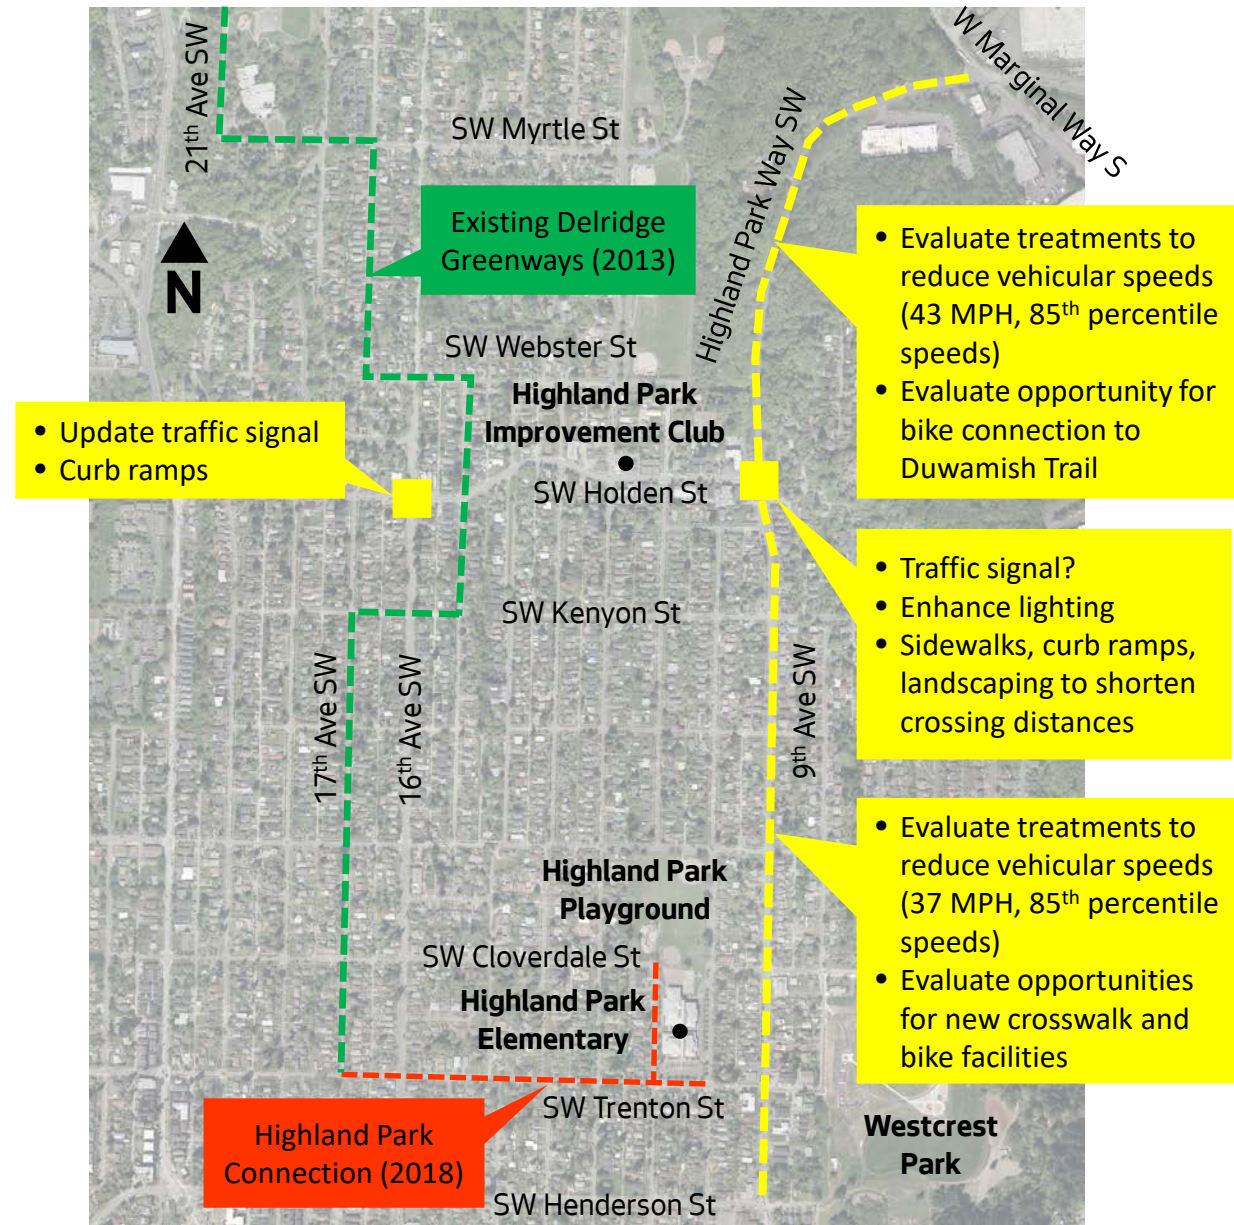 21th Ave SW
W Marginal Way S
SW Myrtle St
Highland Park Way SW
Existing Delridge
Greenways (2013)
N
• Evaluate treatments to
reduce vehicular speeds
(43 MPH, 85th percentile
speeds)
• Evaluate opportunity for
bike connection to
Duwamish Trail
SW Webster St
Highland Park
Improvement Club
• Update traffic signal
• Curb ramps
SW Holden St
• Traffic signal?
• Enhance lighting
• Sidewalks, curb ramps,
landscaping to shorten
crossing distances
SW Kenyon St
17th Ave SW
16th Ave SW
9th Ave SW
• Evaluate treatments to
reduce vehicular speeds
(37 MPH, 85th percentile
speeds)
• Evaluate opportunities
for new crosswalk and
bike facilities
Highland Park
Playground
SW Cloverdale St
Highland Park
Elementary
SW Trenton St
Highland Park
Connection (2018)
Westcrest
Park
SW Henderson St